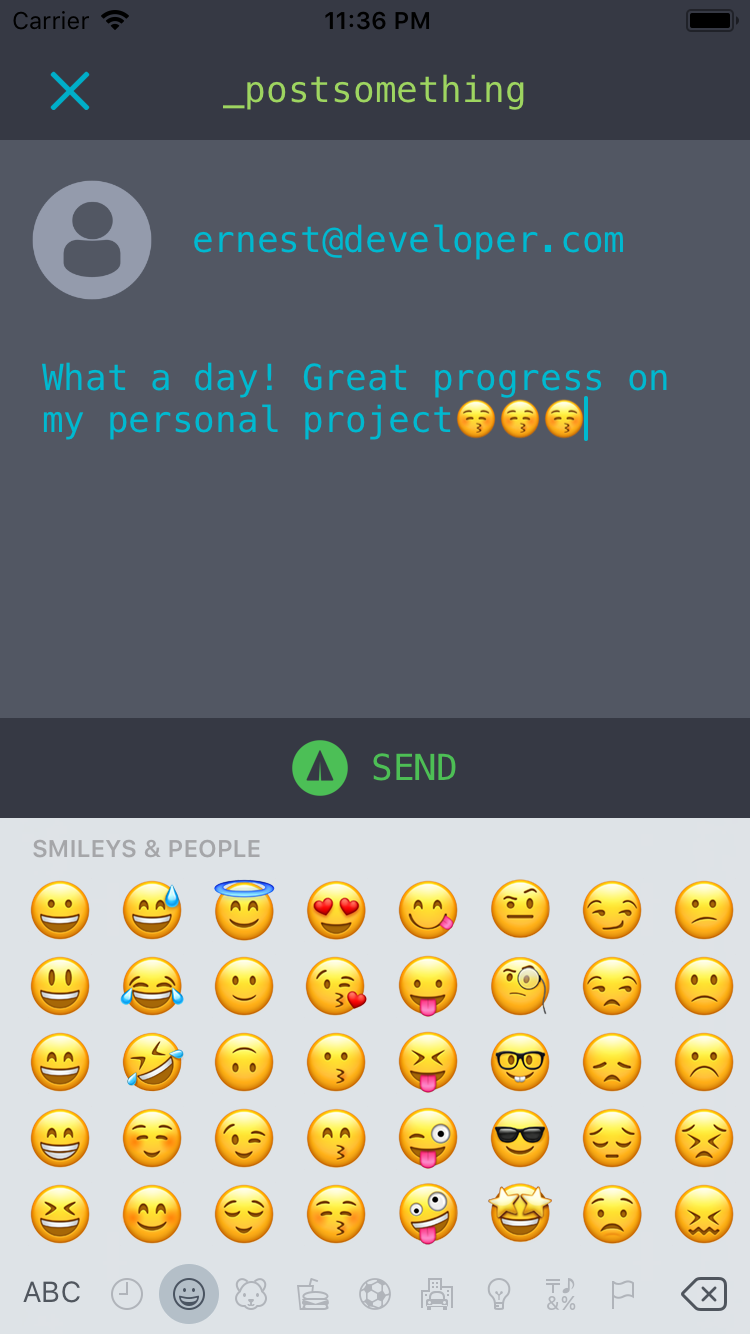 Carrier 11:36 PM
_postsomething
ernest@developer.com
What a day! Great progress on
my personal project😚😚😚
SEND
SMILEYS & PEOPLE
ABC &%